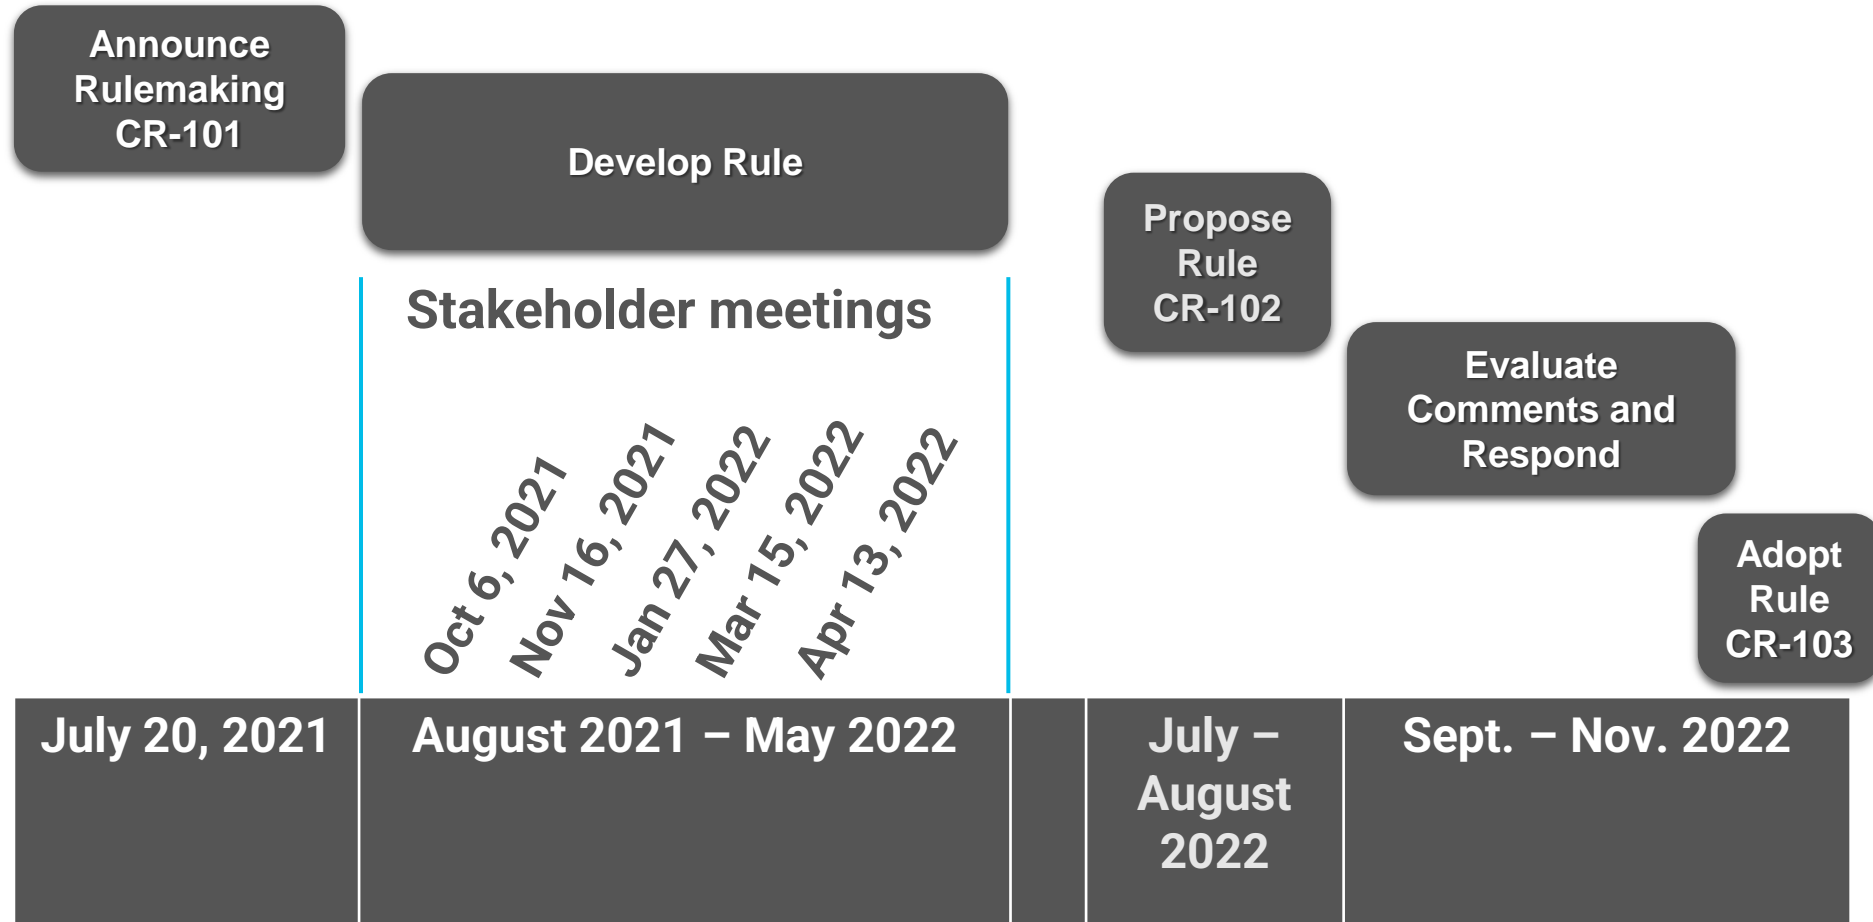 Announce
Rulemaking
CR-101
Develop Rule
Propose
Rule
CR-102
Evaluate
Comments and
Respond
Adopt
Rule
CR-103
Stakeholder meetings
Oct 6, 2021
Nov 16, 2021
Jan 27, 2022
Mar 15, 2022
Apr 13, 2022
July 20, 2021
August 2021 – May 2022
July –
August
2022
Sept. – Nov. 2022